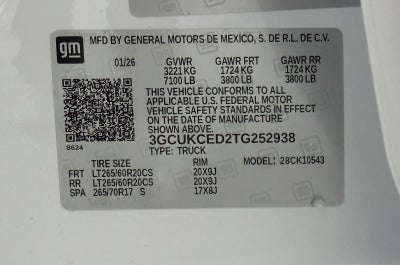 gm
MFD BY GENERAL MOTORS DE MEXICO, S. DE R.L. DE C.V.
01/26 GVWR GAWR FRT GAWR RR
3221 KG 1724 KG 1724 KG
7100 LB 3800 LB 3800 LB
THIS VEHICLE CONFORMS TO ALL
APPLICABLE U.S. FEDERAL MOTOR
VEHICLE SAFETY STANDARDS IN EFFECT
ON THE DATE OF MANUFACTURE
SHOWN ABOVE.
3GCUKCED2TG252938
8624
TYPE: TRUCK
TIRE SIZE RIM MODEL: 28CK10543
FRT LT265/60R20CS 20X9J
RR LT265/60R20CS 20X9J
SPA 265/70R17 S 17X8J